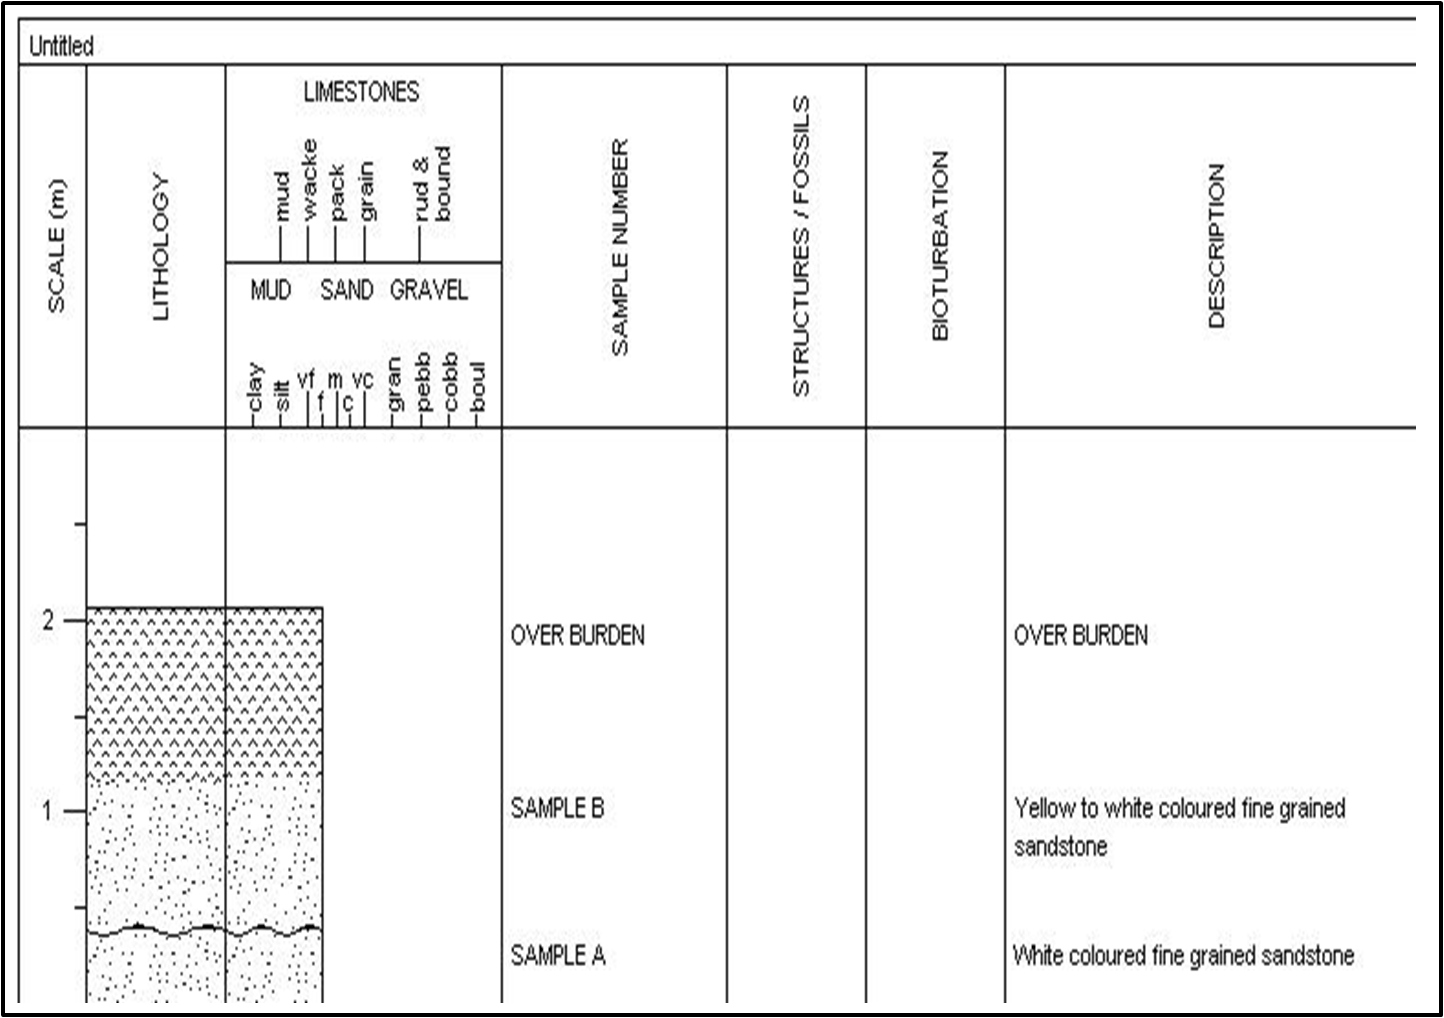 Untitled
SCALE (m)
LITHOLOGY
LIMESTONES
mud
wacke
pack
grain
rud &
bound
MUD SAND GRAVEL
clay
silt
vf
f
m
c
vc
gran
pebb
cobb
boul
SAMPLE NUMBER
STRUCTURES / FOSSILS
BIOTURBATION
DESCRIPTION
2
OVER BURDEN
OVER BURDEN
1
SAMPLE B
Yellow to white coloured fine grained
sandstone
SAMPLE A
White coloured fine grained sandstone